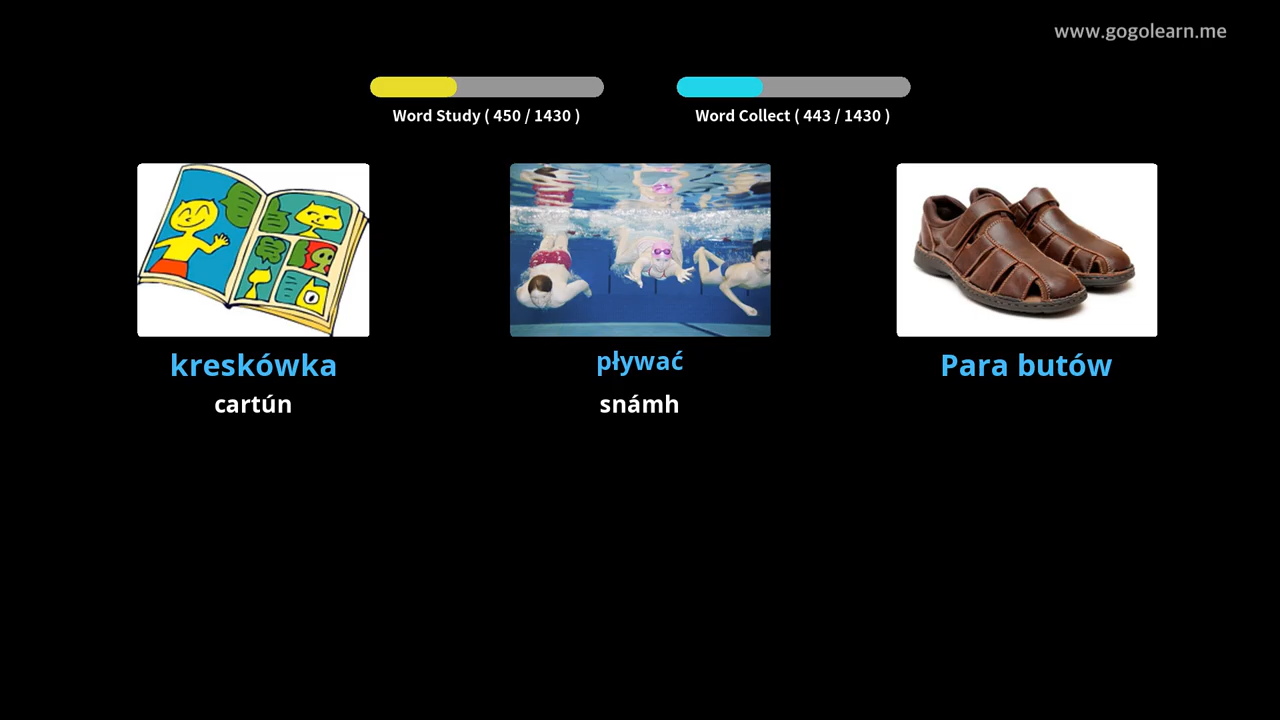 www.gogolearn.me
Word Study ( 450 / 1430 )
Word Collect ( 443 / 1430 )
kreskówka
cartún
pływać
snámh
Para butów